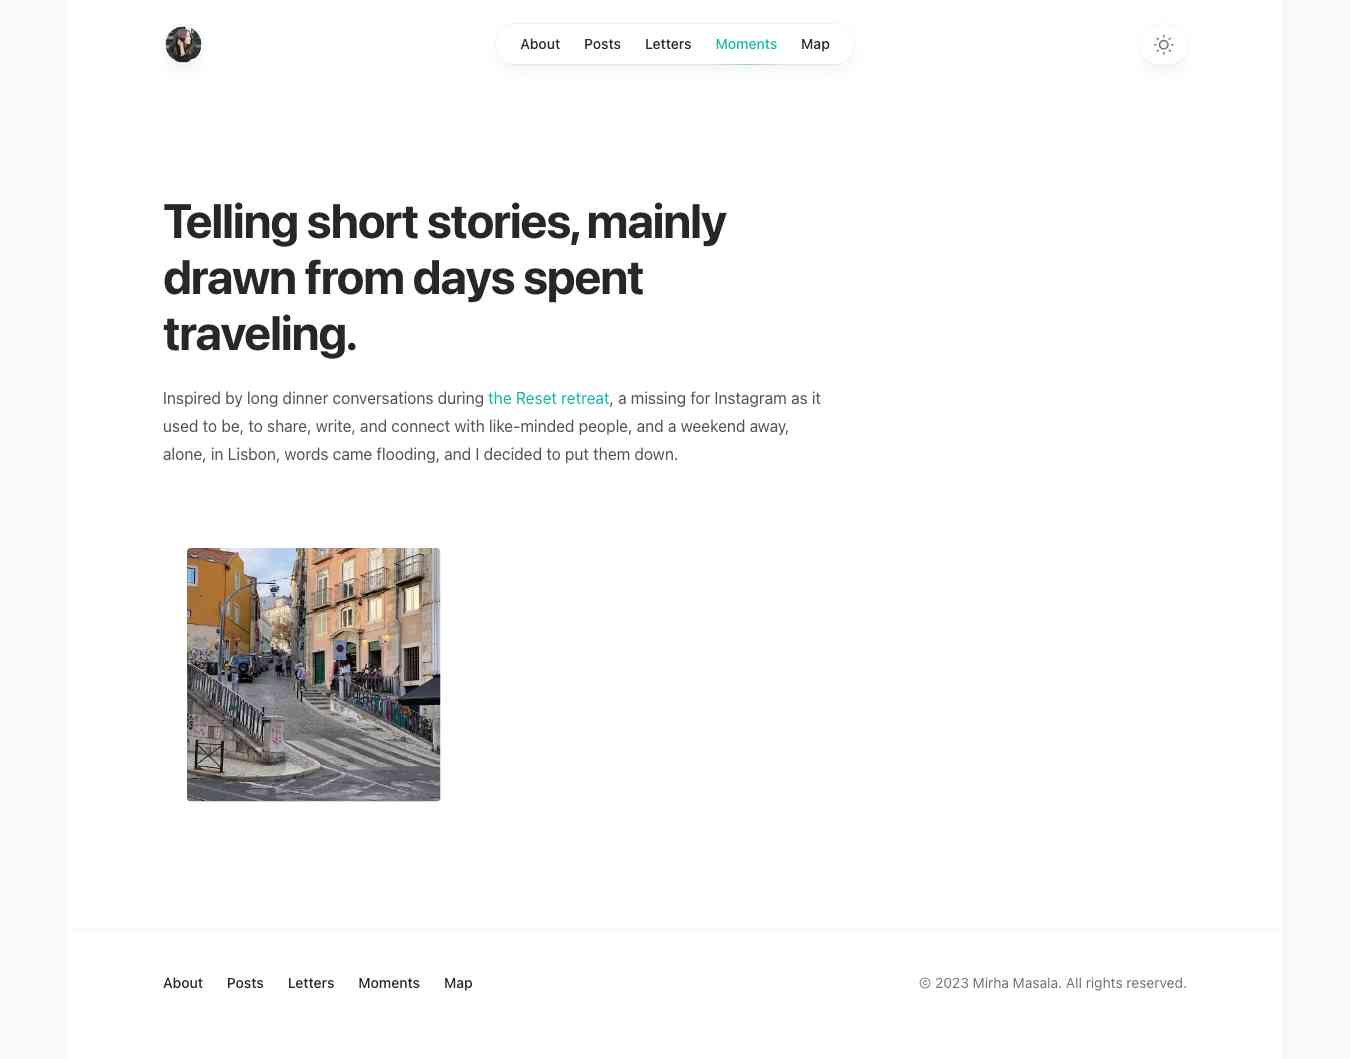 About Posts Letters Moments Map
Telling short stories, mainly
drawn from days spent
traveling.
Inspired by long dinner conversations during the Reset retreat, a missing for Instagram as it
used to be, to share, write, and connect with like-minded people, and a weekend away,
alone, in Lisbon, words came flooding, and I decided to put them down.
About Posts Letters Moments Map
© 2023 Mirha Masala. All rights reserved.